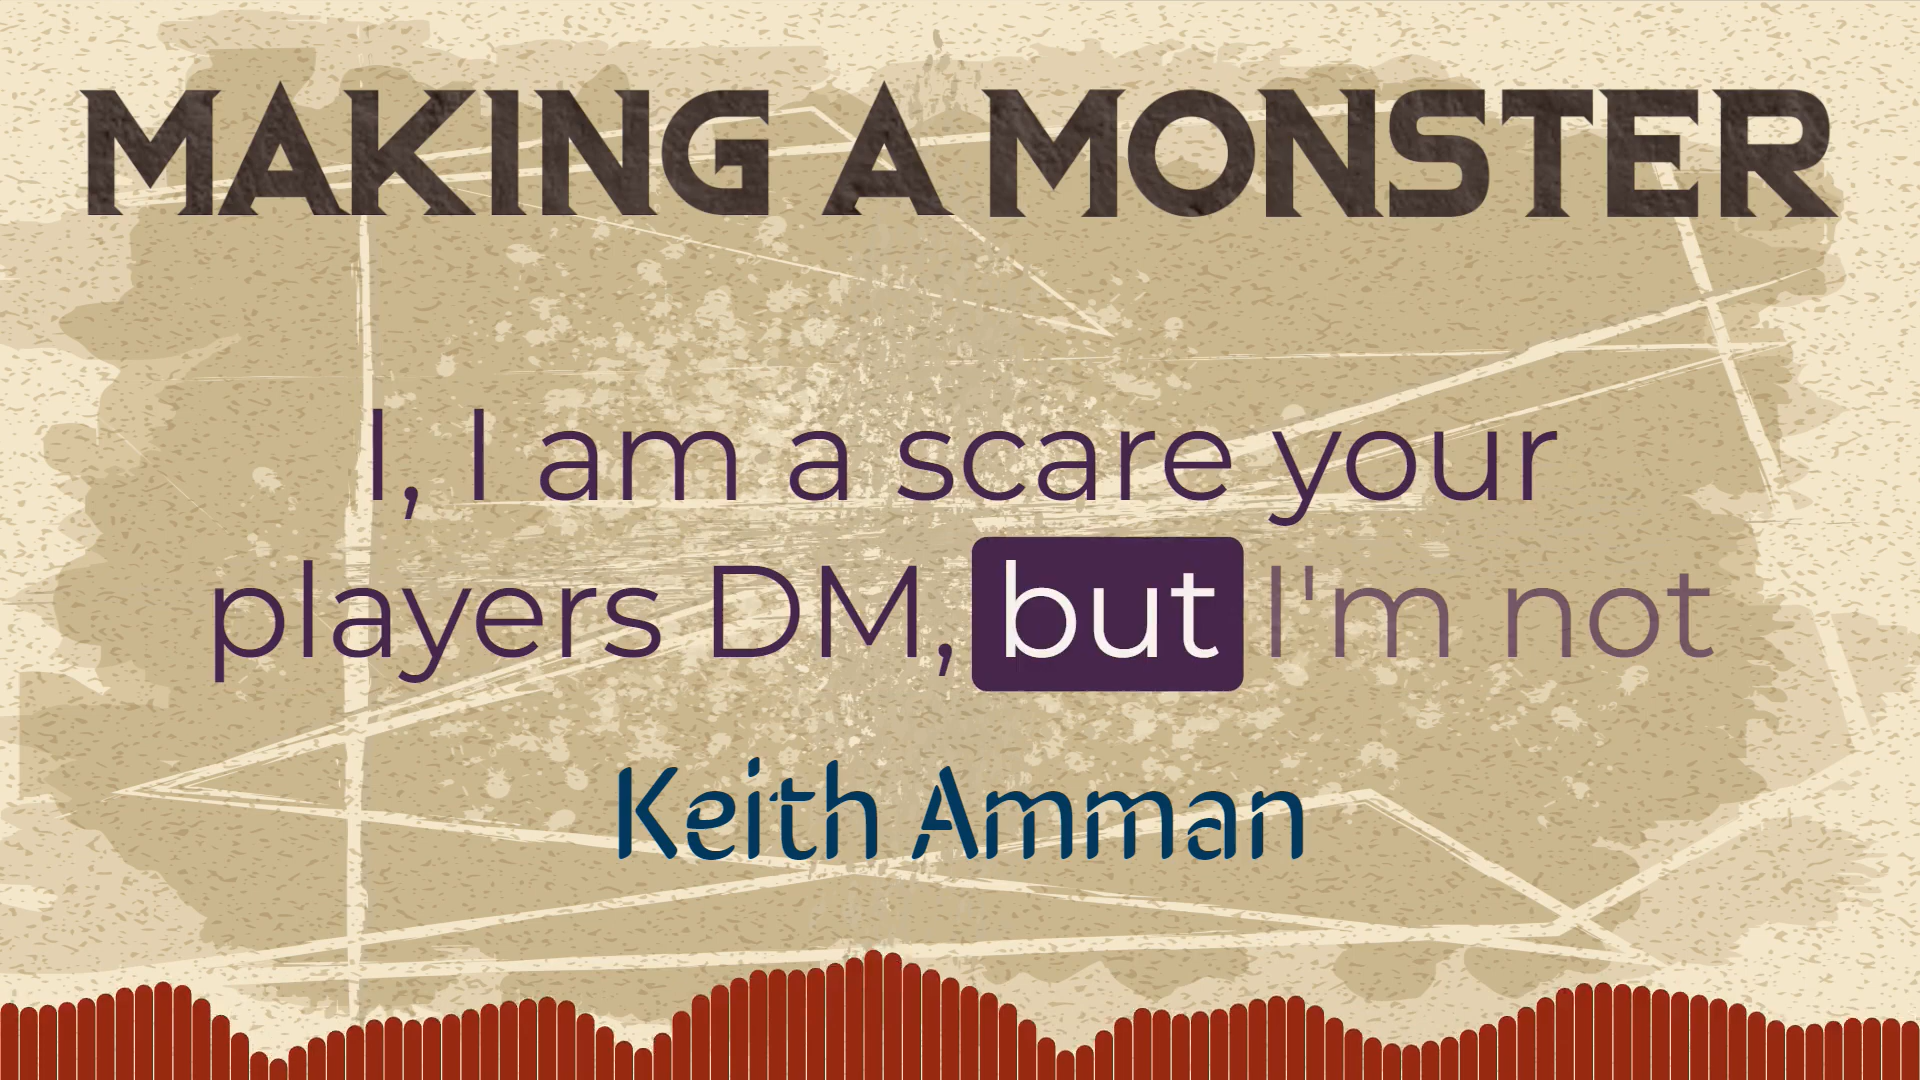 MAKING A MONSTER
I, I am a scare your
players DM, but I'm not
Keith Amman